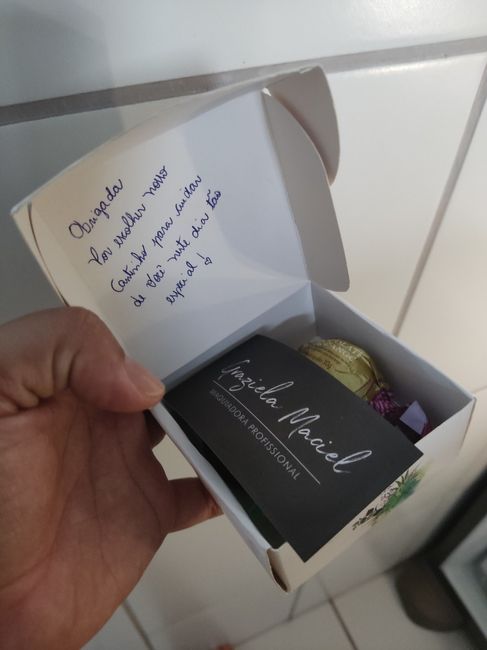 Obrigada
Por escolher nosso
Cantinho para cuidar
de você neste dia tão
especial!
Graziela Maciel
MAQUIADORA PROFISSIONAL